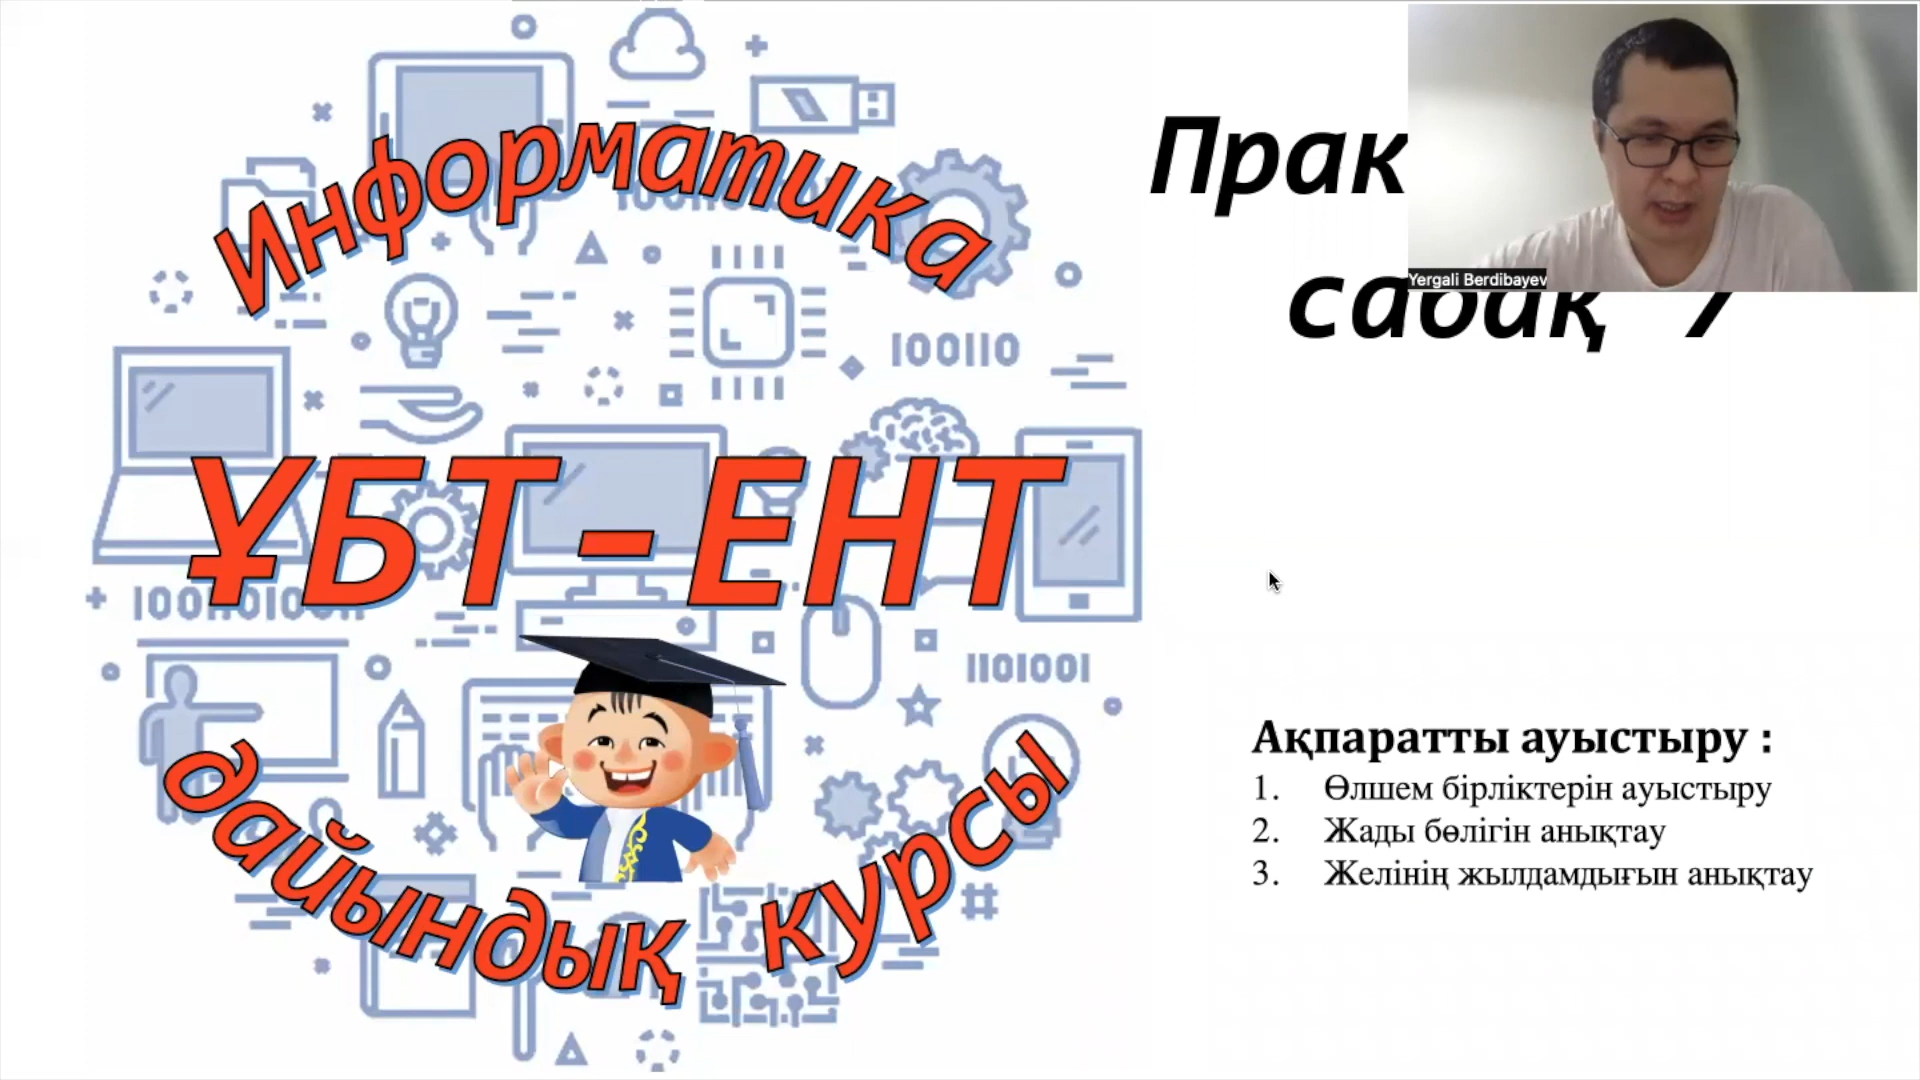 Информатика
ҰБТ - ЕНТ
дайындық курсы
Прак
сабақ 7
Yergali Berdibayev
100110
1101001
Ақпаратты ауыстыру :
1. Өлшем бірліктерін ауыстыру
2. Жады бөлігін анықтау
3. Желінің жылдамдығын анықтау